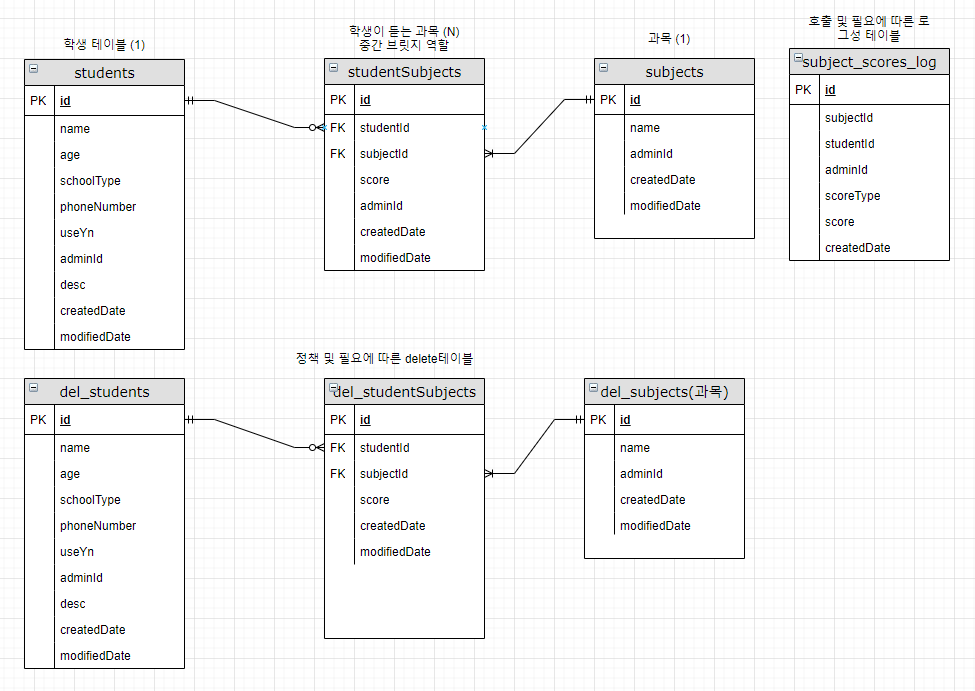 학생 테이블 (1)
students
PK id
name
age
schoolType
phoneNumber
useYn
adminId
desc
createdDate
modifiedDate
학생이 듣는 과목 (N)
중간 브릿지 역할
studentSubjects
PK id
FK studentId
FK subjectId
score
adminId
createdDate
modifiedDate
과목 (1)
subjects
PK id
name
adminId
createdDate
modifiedDate
호출 및 필요에 따른 로
그성 테이블
subject_scores_log
PK id
subjectId
studentId
adminId
scoreType
score
createdDate
정책 및 필요에 따른 delete테이블
del_students
PK id
name
age
schoolType
phoneNumber
useYn
adminId
desc
createdDate
modifiedDate
del_studentSubjects
PK id
FK studentId
FK subjectId
score
createdDate
modifiedDate
del_subjects(과목)
PK id
name
adminId
createdDate
modifiedDate